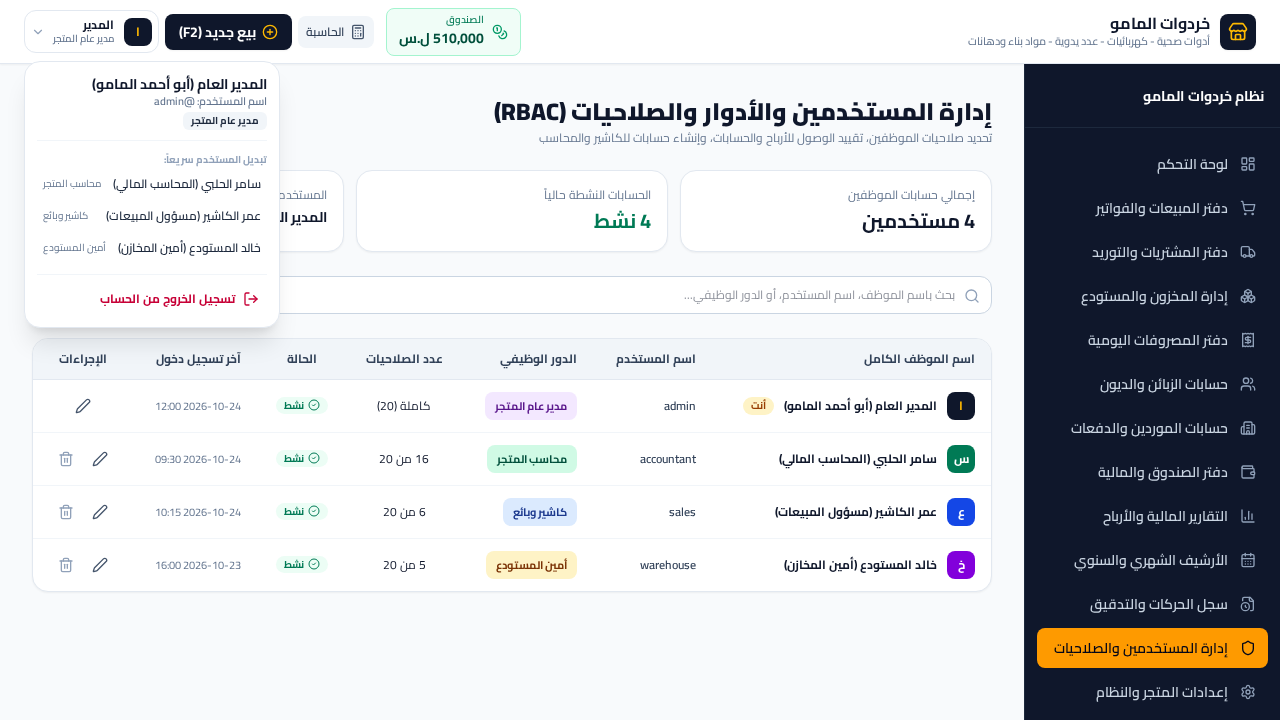 خردوات المامو
أدوات صحية - كهربائيات - عدد يدوية - مواد بناء ودهانات
الصندوق
510,000 ل.س
الحاسبة
بيع جديد (F2)
ا
المدير
مدير عام المتجر
نظام خردوات المامو
لوحة التحكم
دفتر المبيعات والفواتير
دفتر المشتريات والتوريد
إدارة المخزون والمستودع
دفتر المصروفات اليومية
حسابات الزبائن والديون
حسابات الموردين والدفعات
دفتر الصندوق والمالية
التقارير المالية والأرباح
الأرشيف الشهري والسنوي
سجل الحركات والتدقيق
إدارة المستخدمين والصلاحيات
إعدادات المتجر والنظام
المدير العام (أبو أحمد المامو)
اسم المستخدم: @admin
مدير عام المتجر
تبديل المستخدم سريعاً:
سامر الحلبي (المحاسب المالي) محاسب المتجر
عمر الكاشير (مسؤول المبيعات) كاشير وبائع
خالد المستودع (أمين المخازن) أمين المستودع
تسجيل الخروج من الحساب
إدارة المستخدمين والأدوار والصلاحيات (RBAC)
تحديد صلاحيات الموظفين، تقييد الوصول للأرباح والحسابات، وإنشاء حسابات للكاشير والمحاسب
إجمالي حسابات الموظفين
4 مستخدمين
الحسابات النشطة حالياً
4 نشط
المستخدم
المدير ال
بحث باسم الموظف، اسم المستخدم، أو الدور الوظيفي...
اسم الموظف الكامل اسم المستخدم الدور الوظيفي عدد الصلاحيات الحالة آخر تسجيل دخول الإجراءات
ا المدير العام (أبو أحمد المامو) أنت admin مدير عام المتجر كاملة (20) نشط 2026-10-24 12:00
س سامر الحلبي (المحاسب المالي) accountant محاسب المتجر 16 من 20 نشط 2026-10-24 09:30
ع عمر الكاشير (مسؤول المبيعات) sales كاشير وبائع 6 من 20 نشط 2026-10-24 10:15
خ خالد المستودع (أمين المخازن) warehouse أمين المستودع 5 من 20 نشط 2026-10-23 16:00